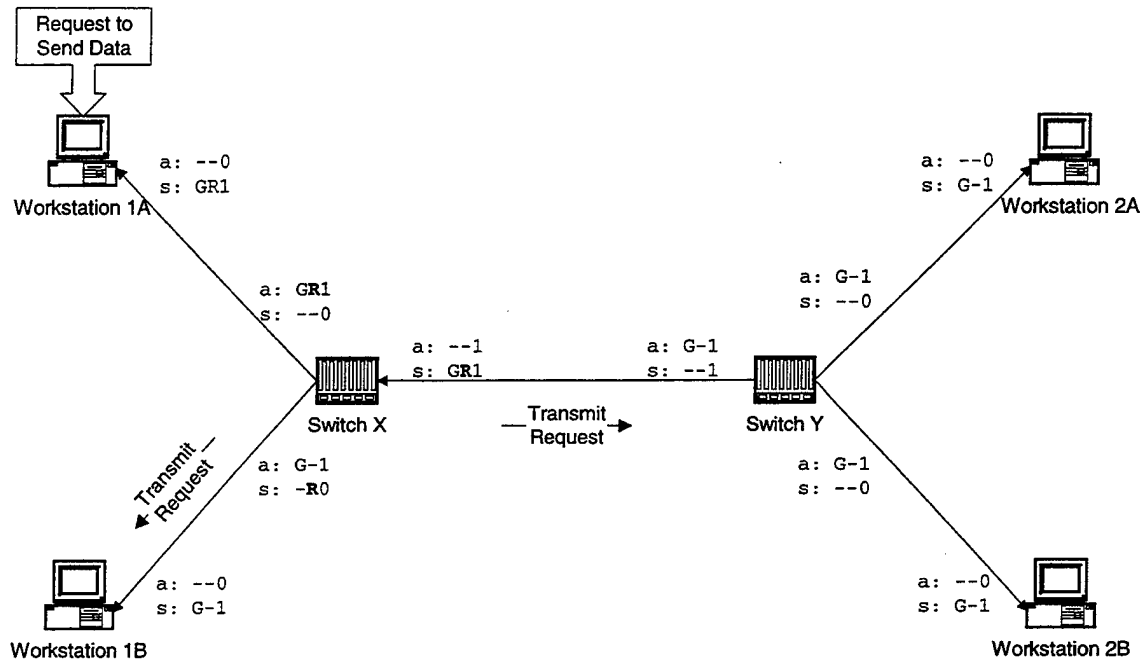 Request to
Send Data
a: --0
s: GR1
Workstation 1A
a: --0
s: G-1
Workstation 2A
a: GR1
s: --0
a: G-1
s: --0
a: --1
s: GR1
a: G-1
s: --1
Switch X
Transmit
Request
Switch Y
Transmit
Request
a: G-1
s: -R0
a: G-1
s: --0
a: --0
s: G-1
Workstation 1B
a: --0
s: G-1
Workstation 2B